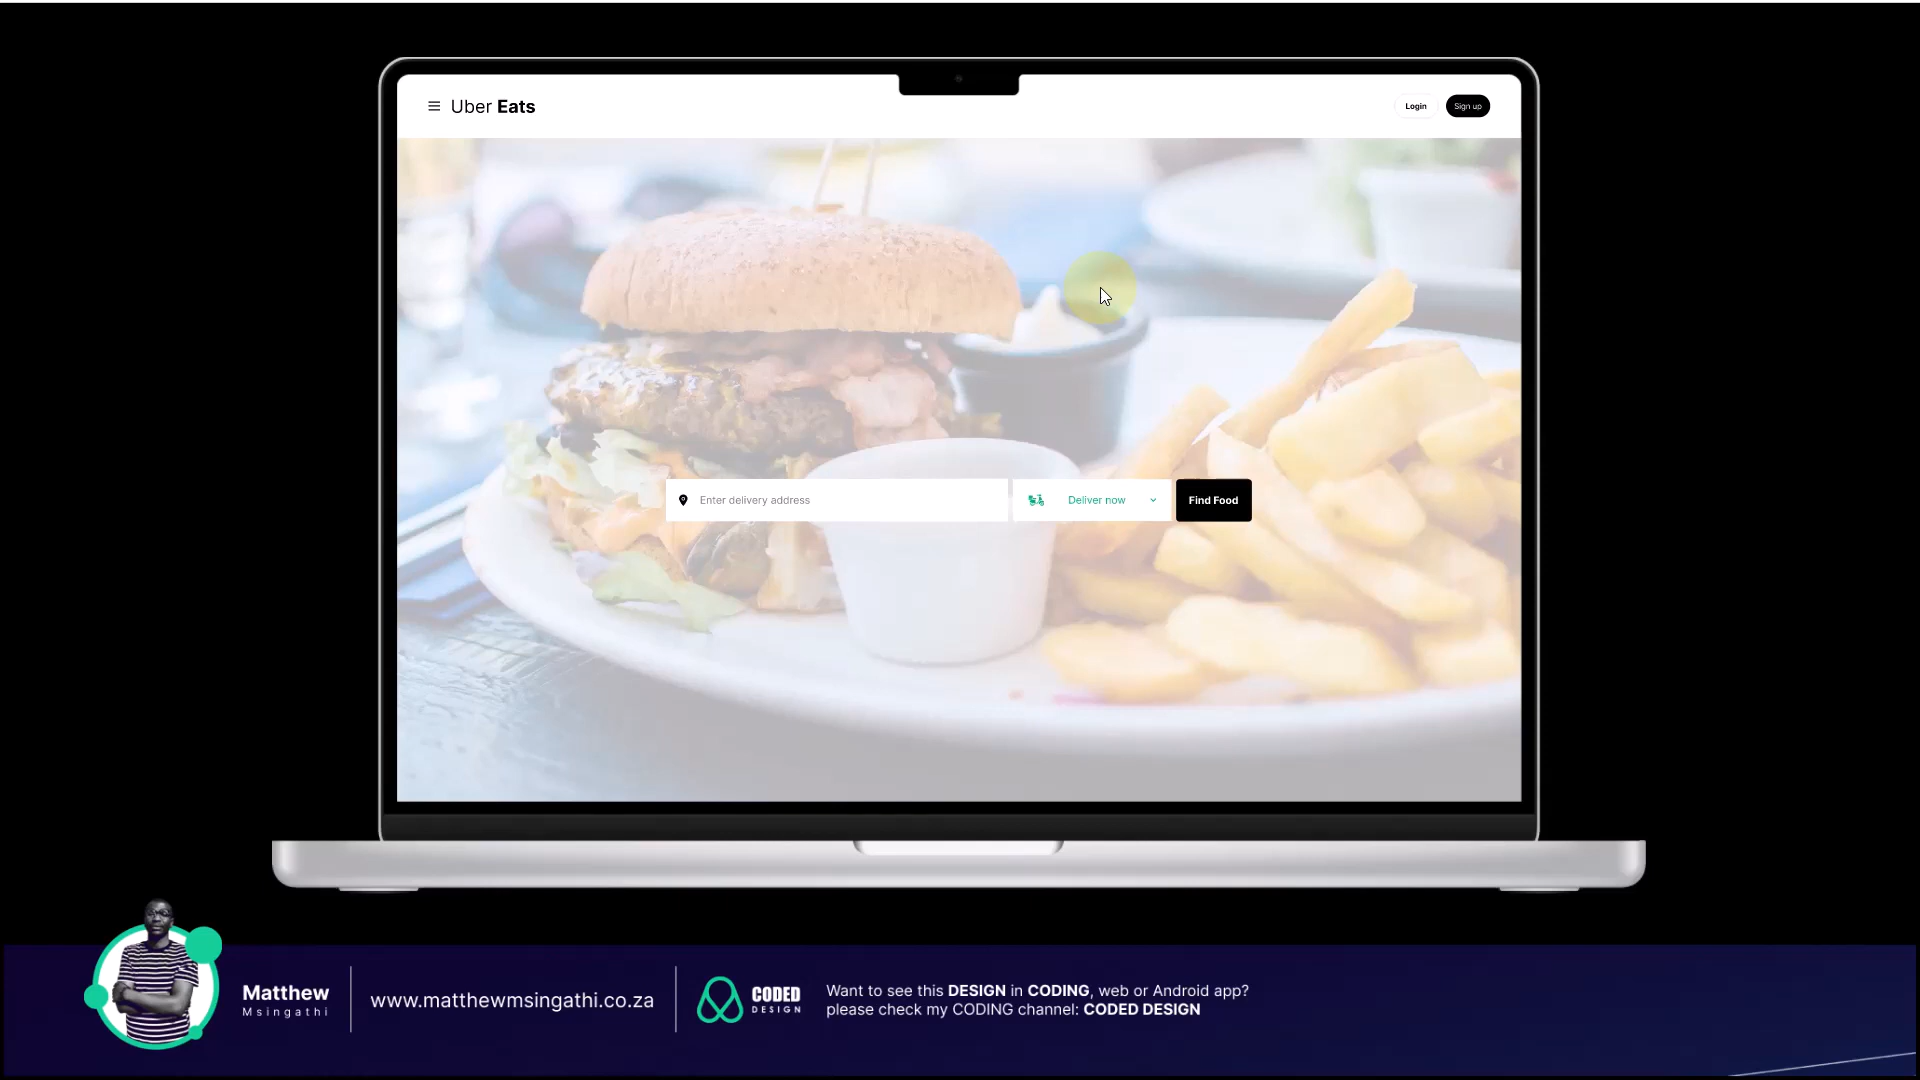 Uber Eats
Login
Sign up
Enter delivery address
Deliver now
Find Food
Matthew
Msingathi
www.matthewmsingathi.co.za
CODED
DESIGN
Want to see this DESIGN in CODING, web or Android app?
please check my CODING channel: CODED DESIGN